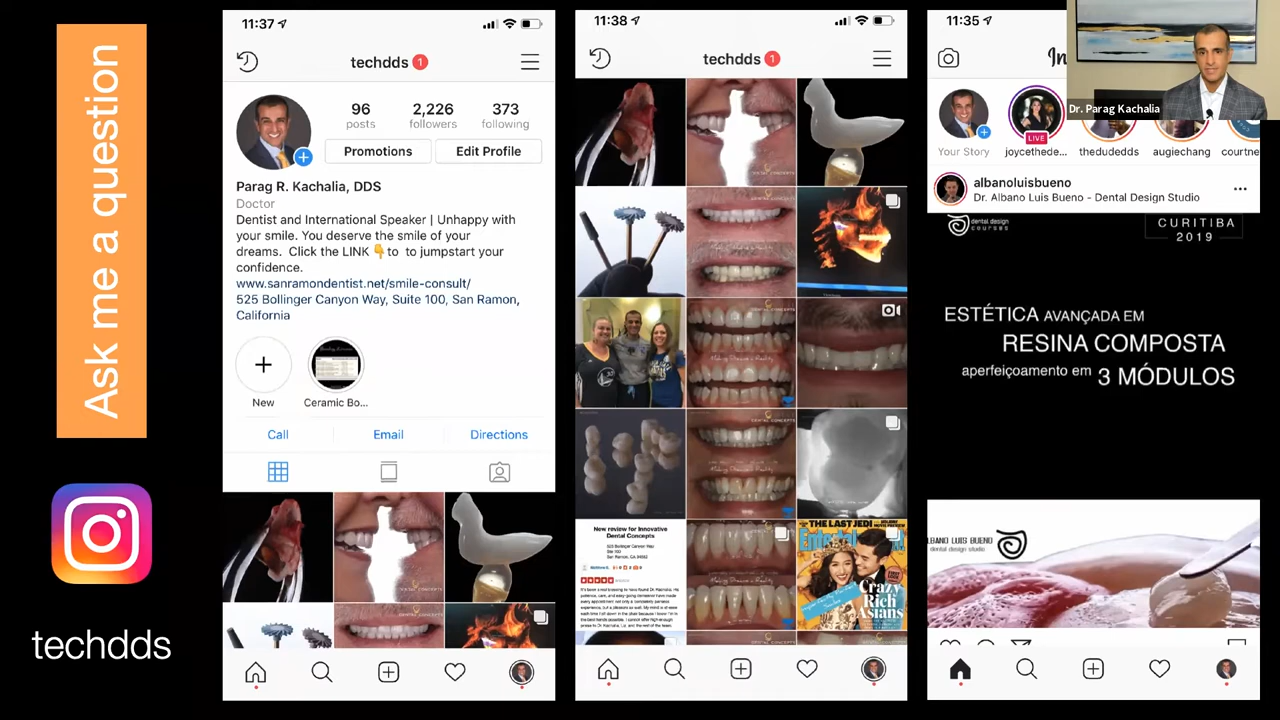 Ask me a question
techdds
11:37
techdds 1
96
posts
2,226
followers
373
following
Promotions
Edit Profile
Parag R. Kachalia, DDS
Doctor
Dentist and International Speaker | Unhappy with
your smile. You deserve the smile of your
dreams. Click the LINK 👇to to jumpstart your
confidence.
www.sanramondentist.net/smile-consult/
525 Bollinger Canyon Way, Suite 100, San Ramon,
California
New
Ceramic Bo...
Call
Email
Directions
11:38
techdds 1
New review for Innovative
Dental Concepts
THE LAST JEDI
Crazy
Rich
Asians
11:35
In
Dr. Parag Kachalia
Your Story
LIVE
joycethede...
thedudedds
augiechang
courtne
albanoluisbueno
Dr. Albano Luis Bueno - Dental Design Studio
dental design
courses
CURITIBA
2019
ESTÉTICA AVANÇADA EM
RESINA COMPOSTA
aperfeiçoamento em 3 MÓDULOS
LBANO LUIS BUENO
dental design studio